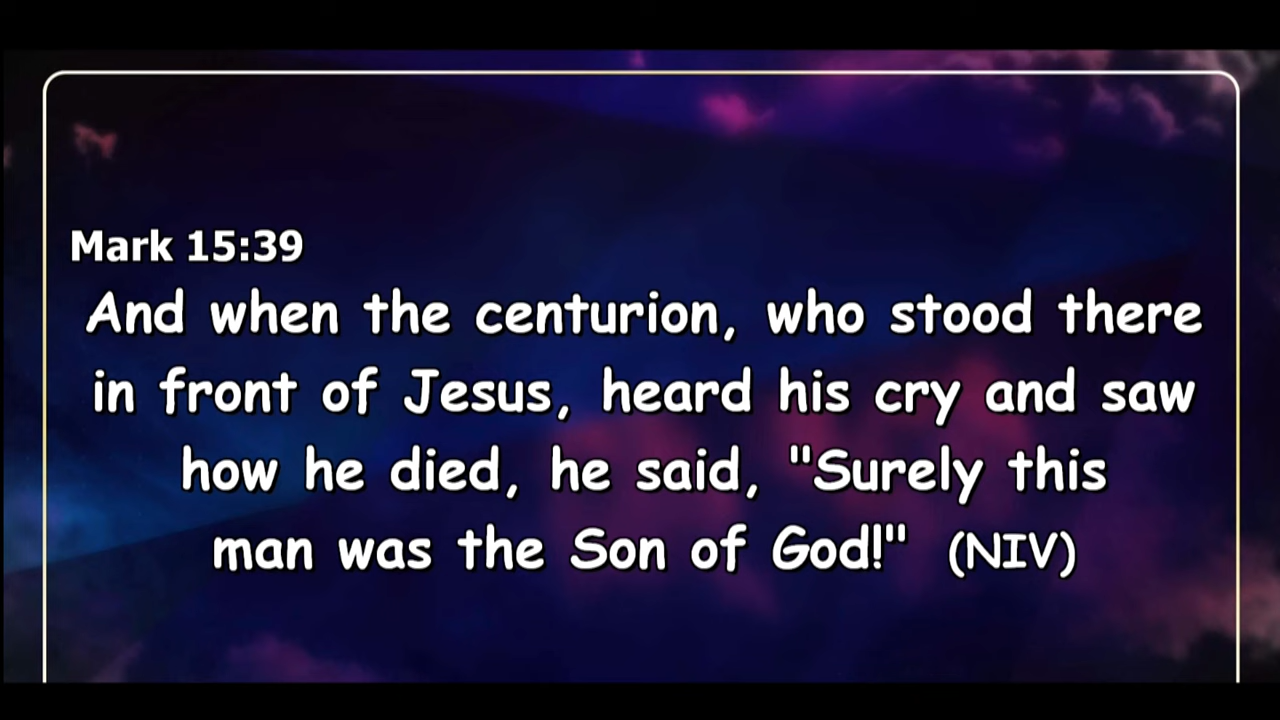 Mark 15:39
And when the centurion, who stood there
in front of Jesus, heard his cry and saw
how he died, he said, "Surely this
man was the Son of God!" (NIV)